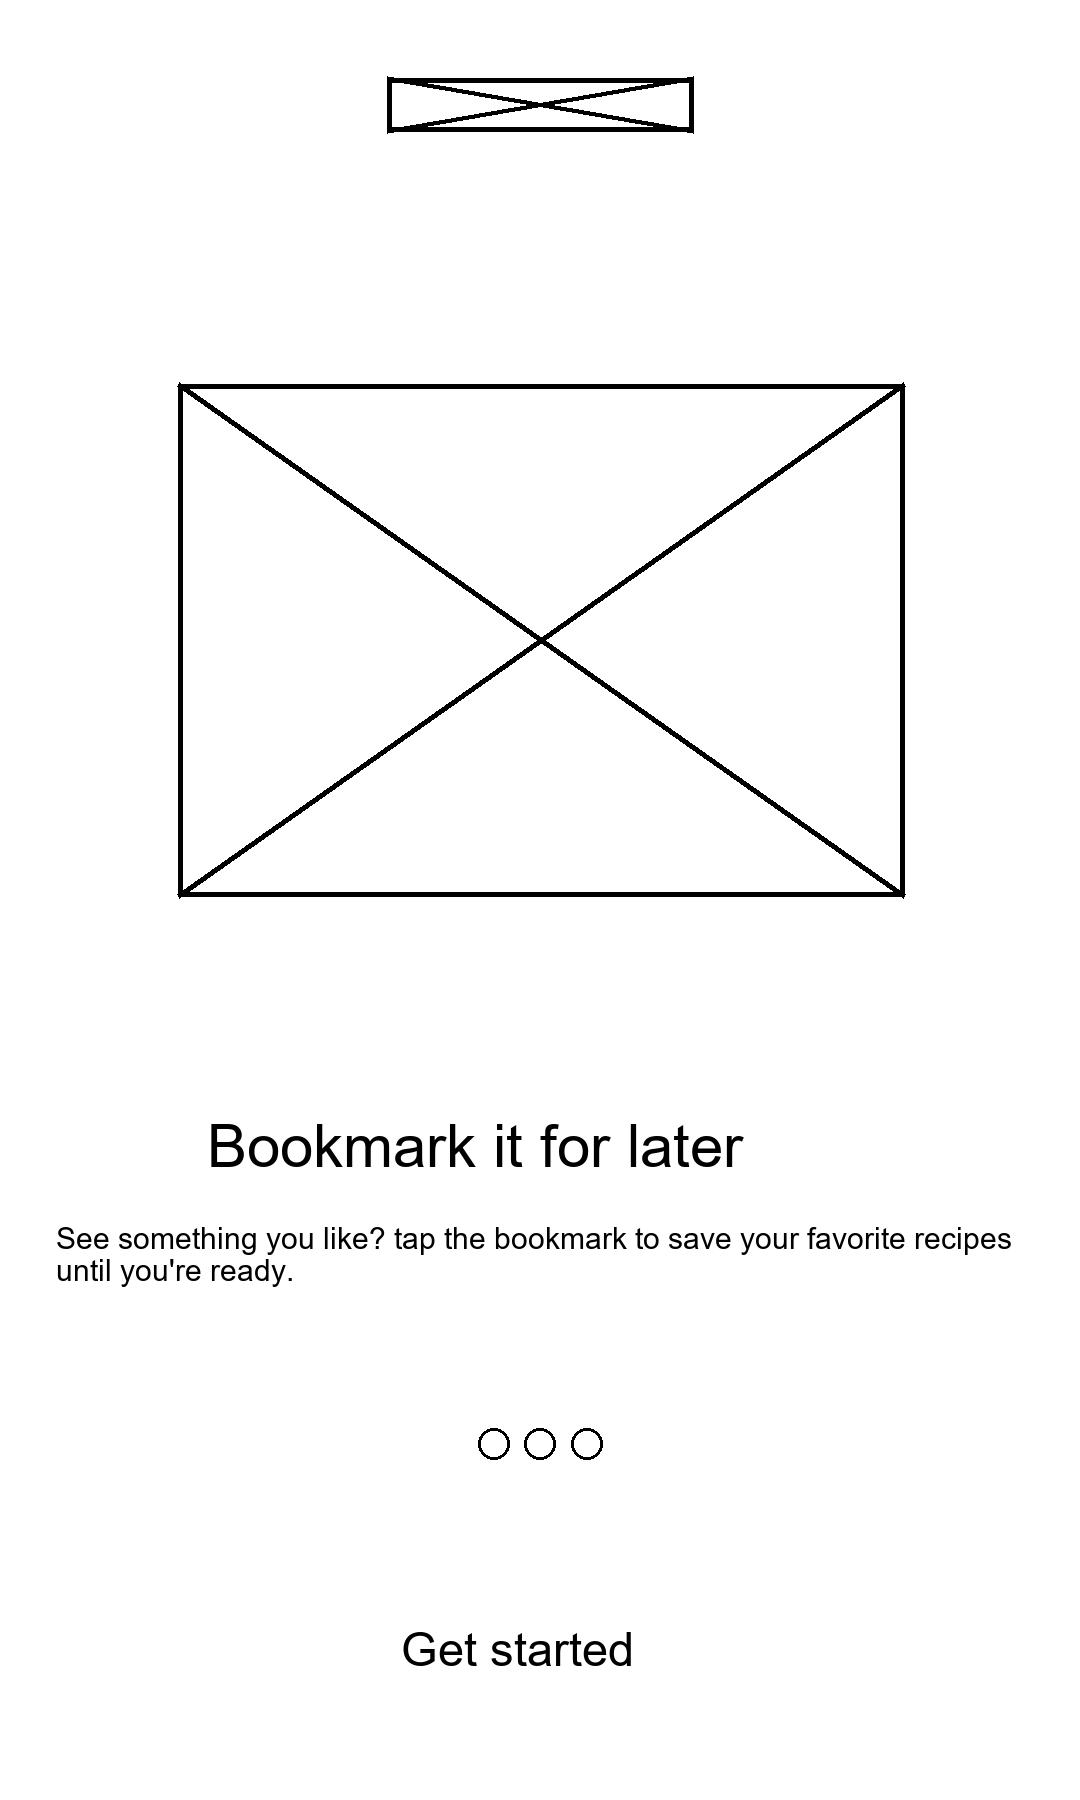 Bookmark it for later
See something you like? tap the bookmark to save your favorite recipes
until you're ready.
Get started